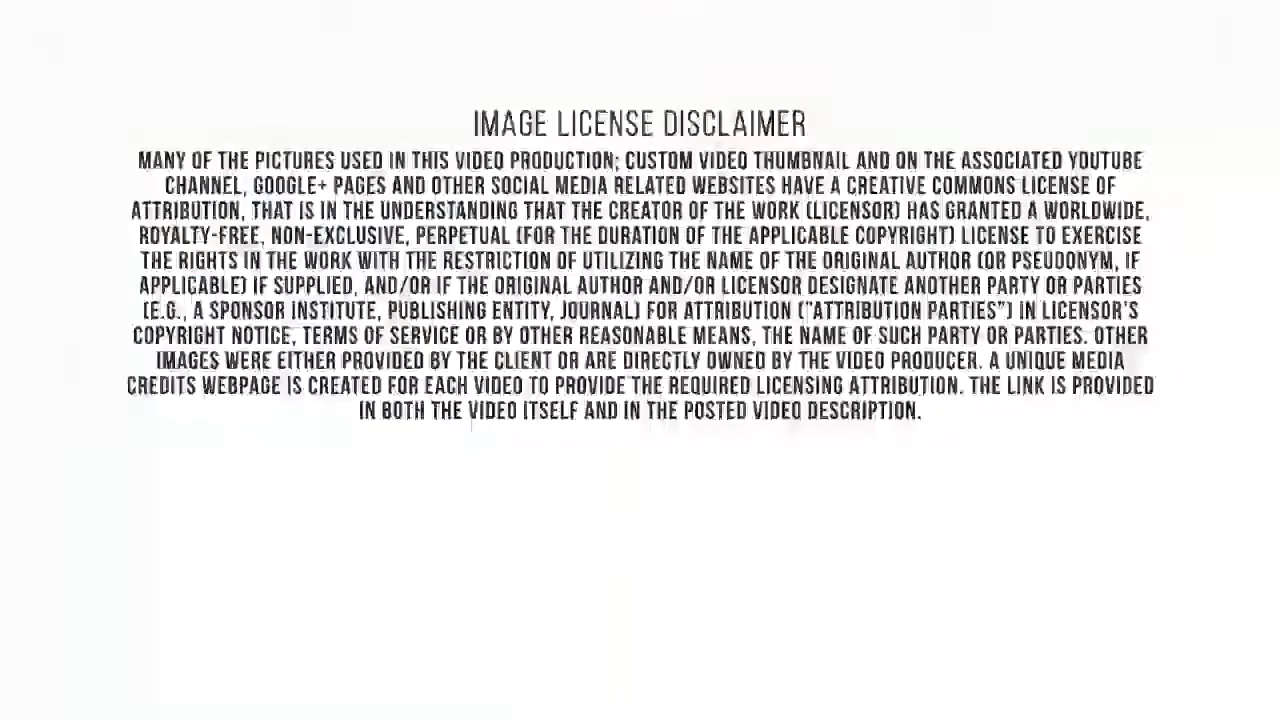 IMAGE LICENSE DISCLAIMER
MANY OF THE PICTURES USED IN THIS VIDEO PRODUCTION; CUSTOM VIDEO THUMBNAIL AND ON THE ASSOCIATED YOUTUBE
CHANNEL, GOOGLE+ PAGES AND OTHER SOCIAL MEDIA RELATED WEBSITES HAVE A CREATIVE COMMONS LICENSE OF
ATTRIBUTION, THAT IS IN THE UNDERSTANDING THAT THE CREATOR OF THE WORK (LICENSOR) HAS GRANTED A WORLDWIDE,
ROYALTY-FREE, NON-EXCLUSIVE, PERPETUAL (FOR THE DURATION OF THE APPLICABLE COPYRIGHT) LICENSE TO EXERCISE
THE RIGHTS IN THE WORK WITH THE RESTRICTION OF UTILIZING THE NAME OF THE ORIGINAL AUTHOR (OR PSEUDONYM, IF
APPLICABLE) IF SUPPLIED, AND/OR IF THE ORIGINAL AUTHOR AND/OR LICENSOR DESIGNATE ANOTHER PARTY OR PARTIES
(E.G., A SPONSOR INSTITUTE, PUBLISHING ENTITY, JOURNAL) FOR ATTRIBUTION ("ATTRIBUTION PARTIES") IN LICENSOR'S
COPYRIGHT NOTICE, TERMS OF SERVICE OR BY OTHER REASONABLE MEANS, THE NAME OF SUCH PARTY OR PARTIES. OTHER
IMAGES WERE EITHER PROVIDED BY THE CLIENT OR ARE DIRECTLY OWNED BY THE VIDEO PRODUCER. A UNIQUE MEDIA
CREDITS WEBPAGE IS CREATED FOR EACH VIDEO TO PROVIDE THE REQUIRED LICENSING ATTRIBUTION. THE LINK IS PROVIDED
IN BOTH THE VIDEO ITSELF AND IN THE POSTED VIDEO DESCRIPTION.